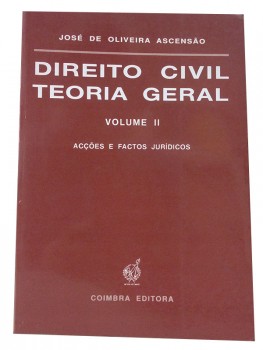 JOSÉ DE OLIVEIRA ASCENSÃO
DIREITO CIVIL
TEORIA GERAL
VOLUME II
ACÇÕES E FACTOS JURÍDICOS
COIMBRA EDITORA